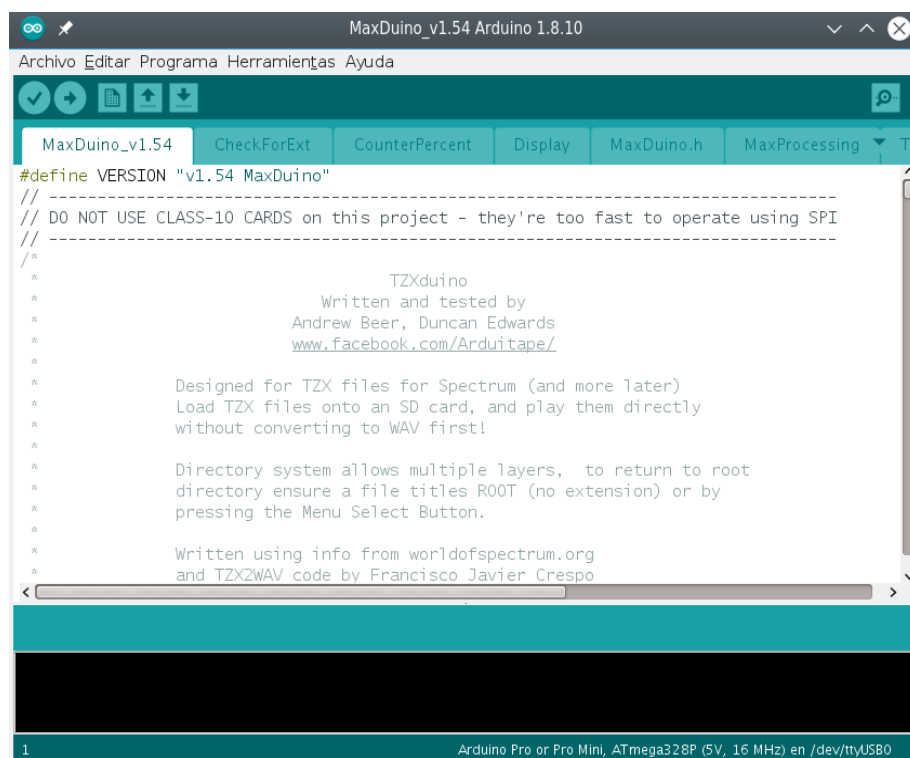 MaxDuino_v1.54 Arduino 1.8.10
Archivo Editar Programa Herramientas Ayuda
MaxDuino_v1.54 CheckForExt CounterPercent Display MaxDuino.h MaxProcessing T
#define VERSION "v1.54 MaxDuino"
// ---------------------------------------------------------------------------------
// DO NOT USE CLASS-10 CARDS on this project - they're too fast to operate using SPI
// ---------------------------------------------------------------------------------
/*
* TZXduino
* Written and tested by
* Andrew Beer, Duncan Edwards
* www.facebook.com/Arduitape/
*
* Designed for TZX files for Spectrum (and more later)
* Load TZX files onto an SD card, and play them directly
* without converting to WAV first!
*
* Directory system allows multiple layers, to return to root
* directory ensure a file titles ROOT (no extension) or by
* pressing the Menu Select Button.
*
* Written using info from worldofspectrum.org
* and TZX2WAV code by Francisco Javier Crespo
1 Arduino Pro or Pro Mini, ATmega328P (5V, 16 MHz) en /dev/ttyUSB0